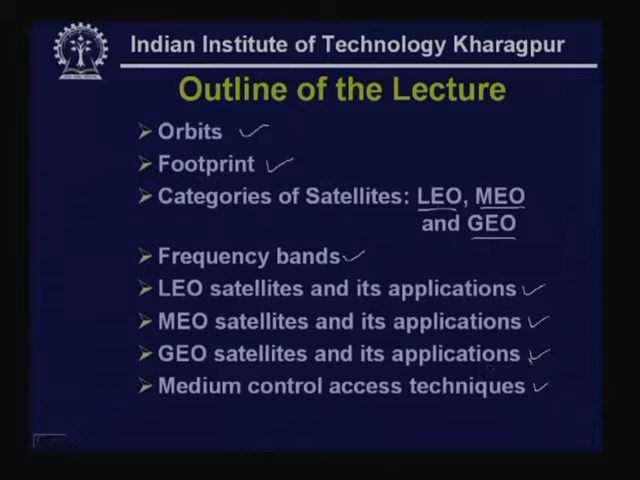 Indian Institute of Technology Kharagpur
Outline of the Lecture
Orbits
Footprint
Categories of Satellites: LEO, MEO
and GEO
Frequency bands
LEO satellites and its applications
MEO satellites and its applications
GEO satellites and its applications
Medium control access techniques